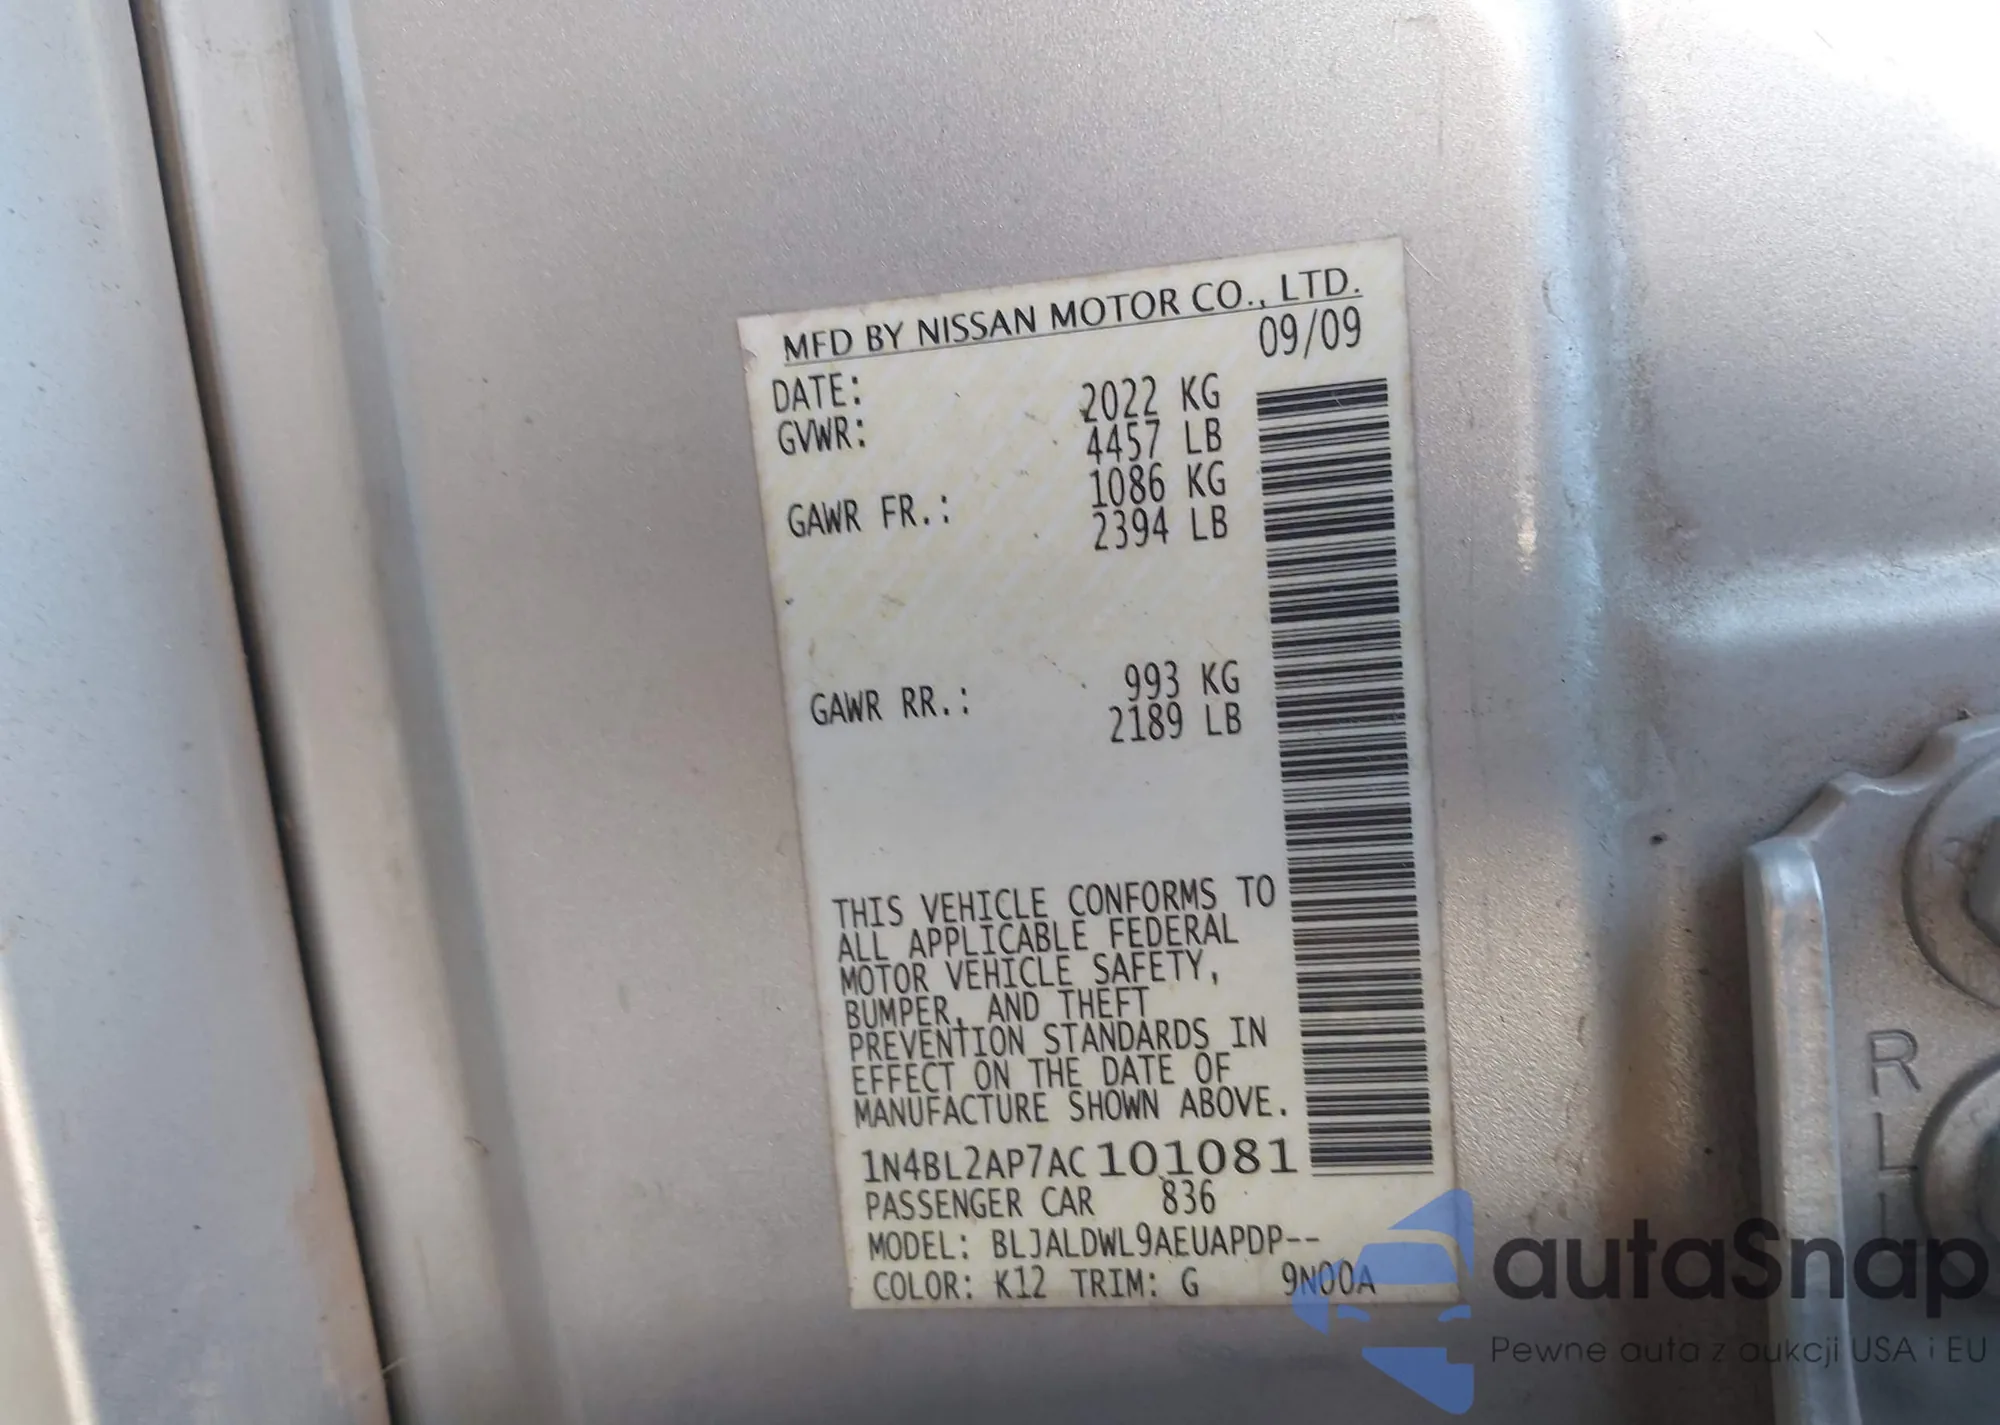 MFD BY NISSAN MOTOR CO., LTD.
DATE: 09/09
GVWR: 2022 KG
4457 LB
GAWR FR.: 1086 KG
2394 LB
GAWR RR.: 993 KG
2189 LB
THIS VEHICLE CONFORMS TO
ALL APPLICABLE FEDERAL
MOTOR VEHICLE SAFETY,
BUMPER, AND THEFT
PREVENTION STANDARDS IN
EFFECT ON THE DATE OF
MANUFACTURE SHOWN ABOVE.
1N4BL2AP7AC101081
PASSENGER CAR 836
MODEL: BLJALDWL9AEUAPDP--
COLOR: K12 TRIM: G 9N00A
autaSnap
Pewne auta z aukcji USA i EU